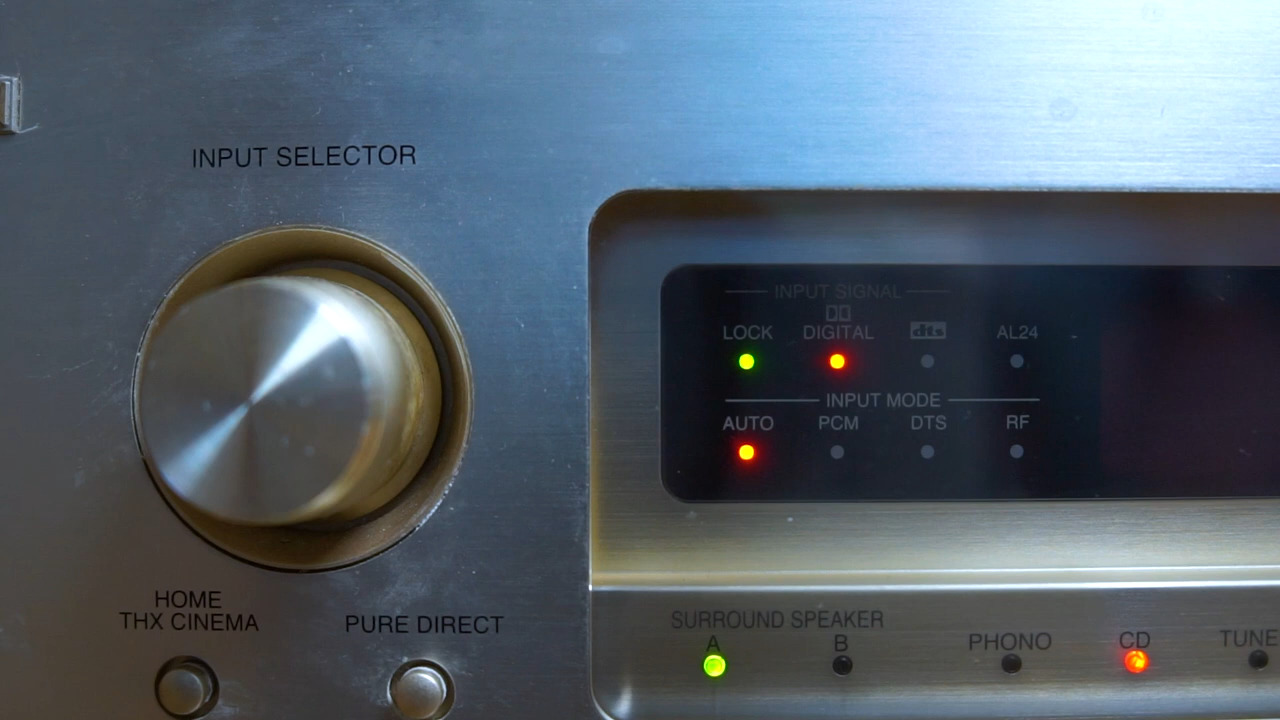 INPUT SELECTOR
INPUT SIGNAL
LOCK DIGITAL dts AL24
INPUT MODE
AUTO PCM DTS RF
HOME
THX CINEMA
PURE DIRECT
SURROUND SPEAKER
A B PHONO CD TUNE